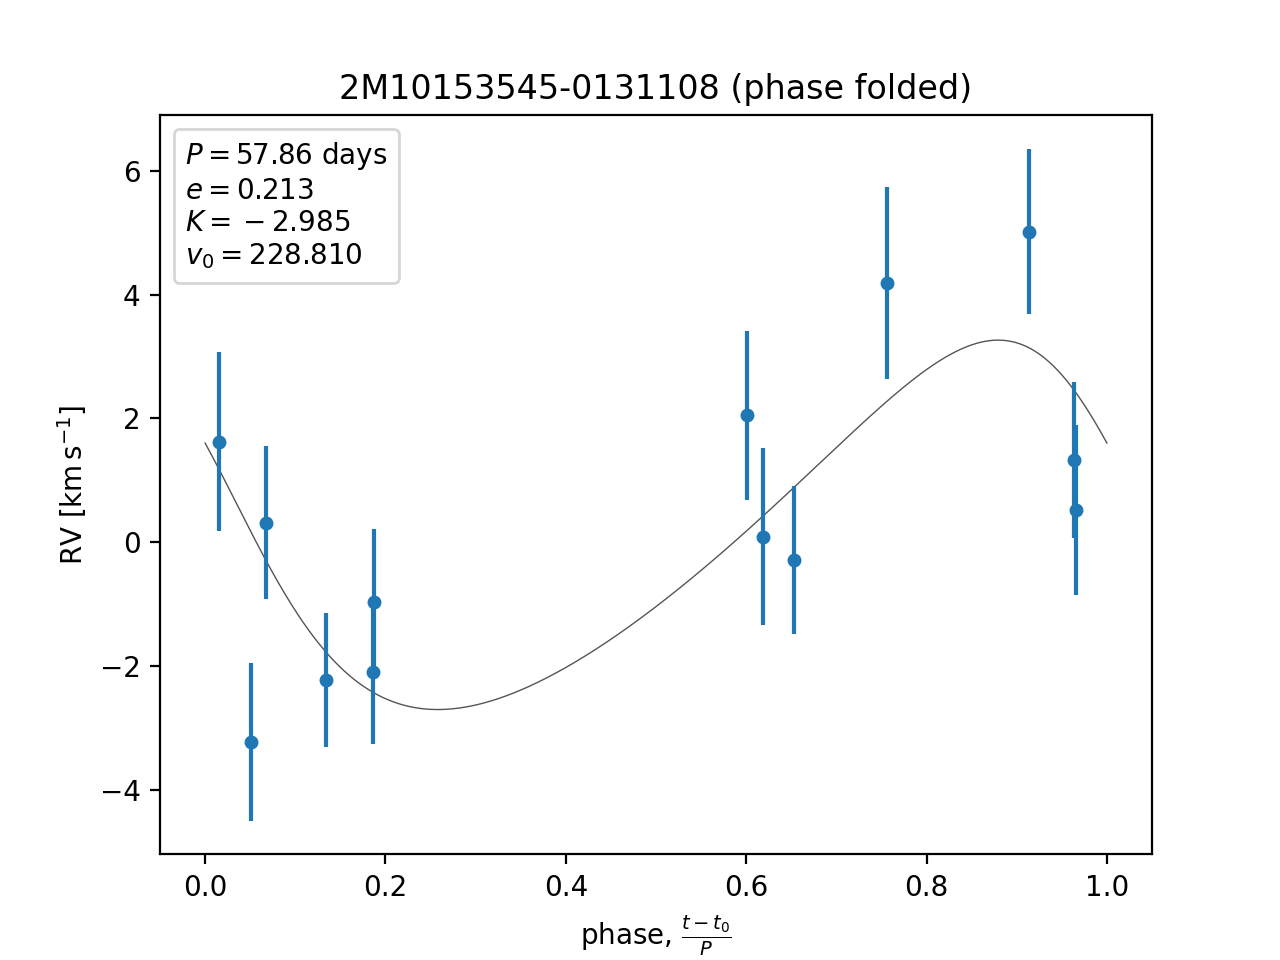 2M10153545-0131108 (phase folded)
P = 57.86 days
e = 0.213
K = −2.985
v₀ = 228.810
6
4
2
0
−2
−4
RV [km s⁻¹]
0.0 0.2 0.4 0.6 0.8 1.0
phase, (t − t₀)/P